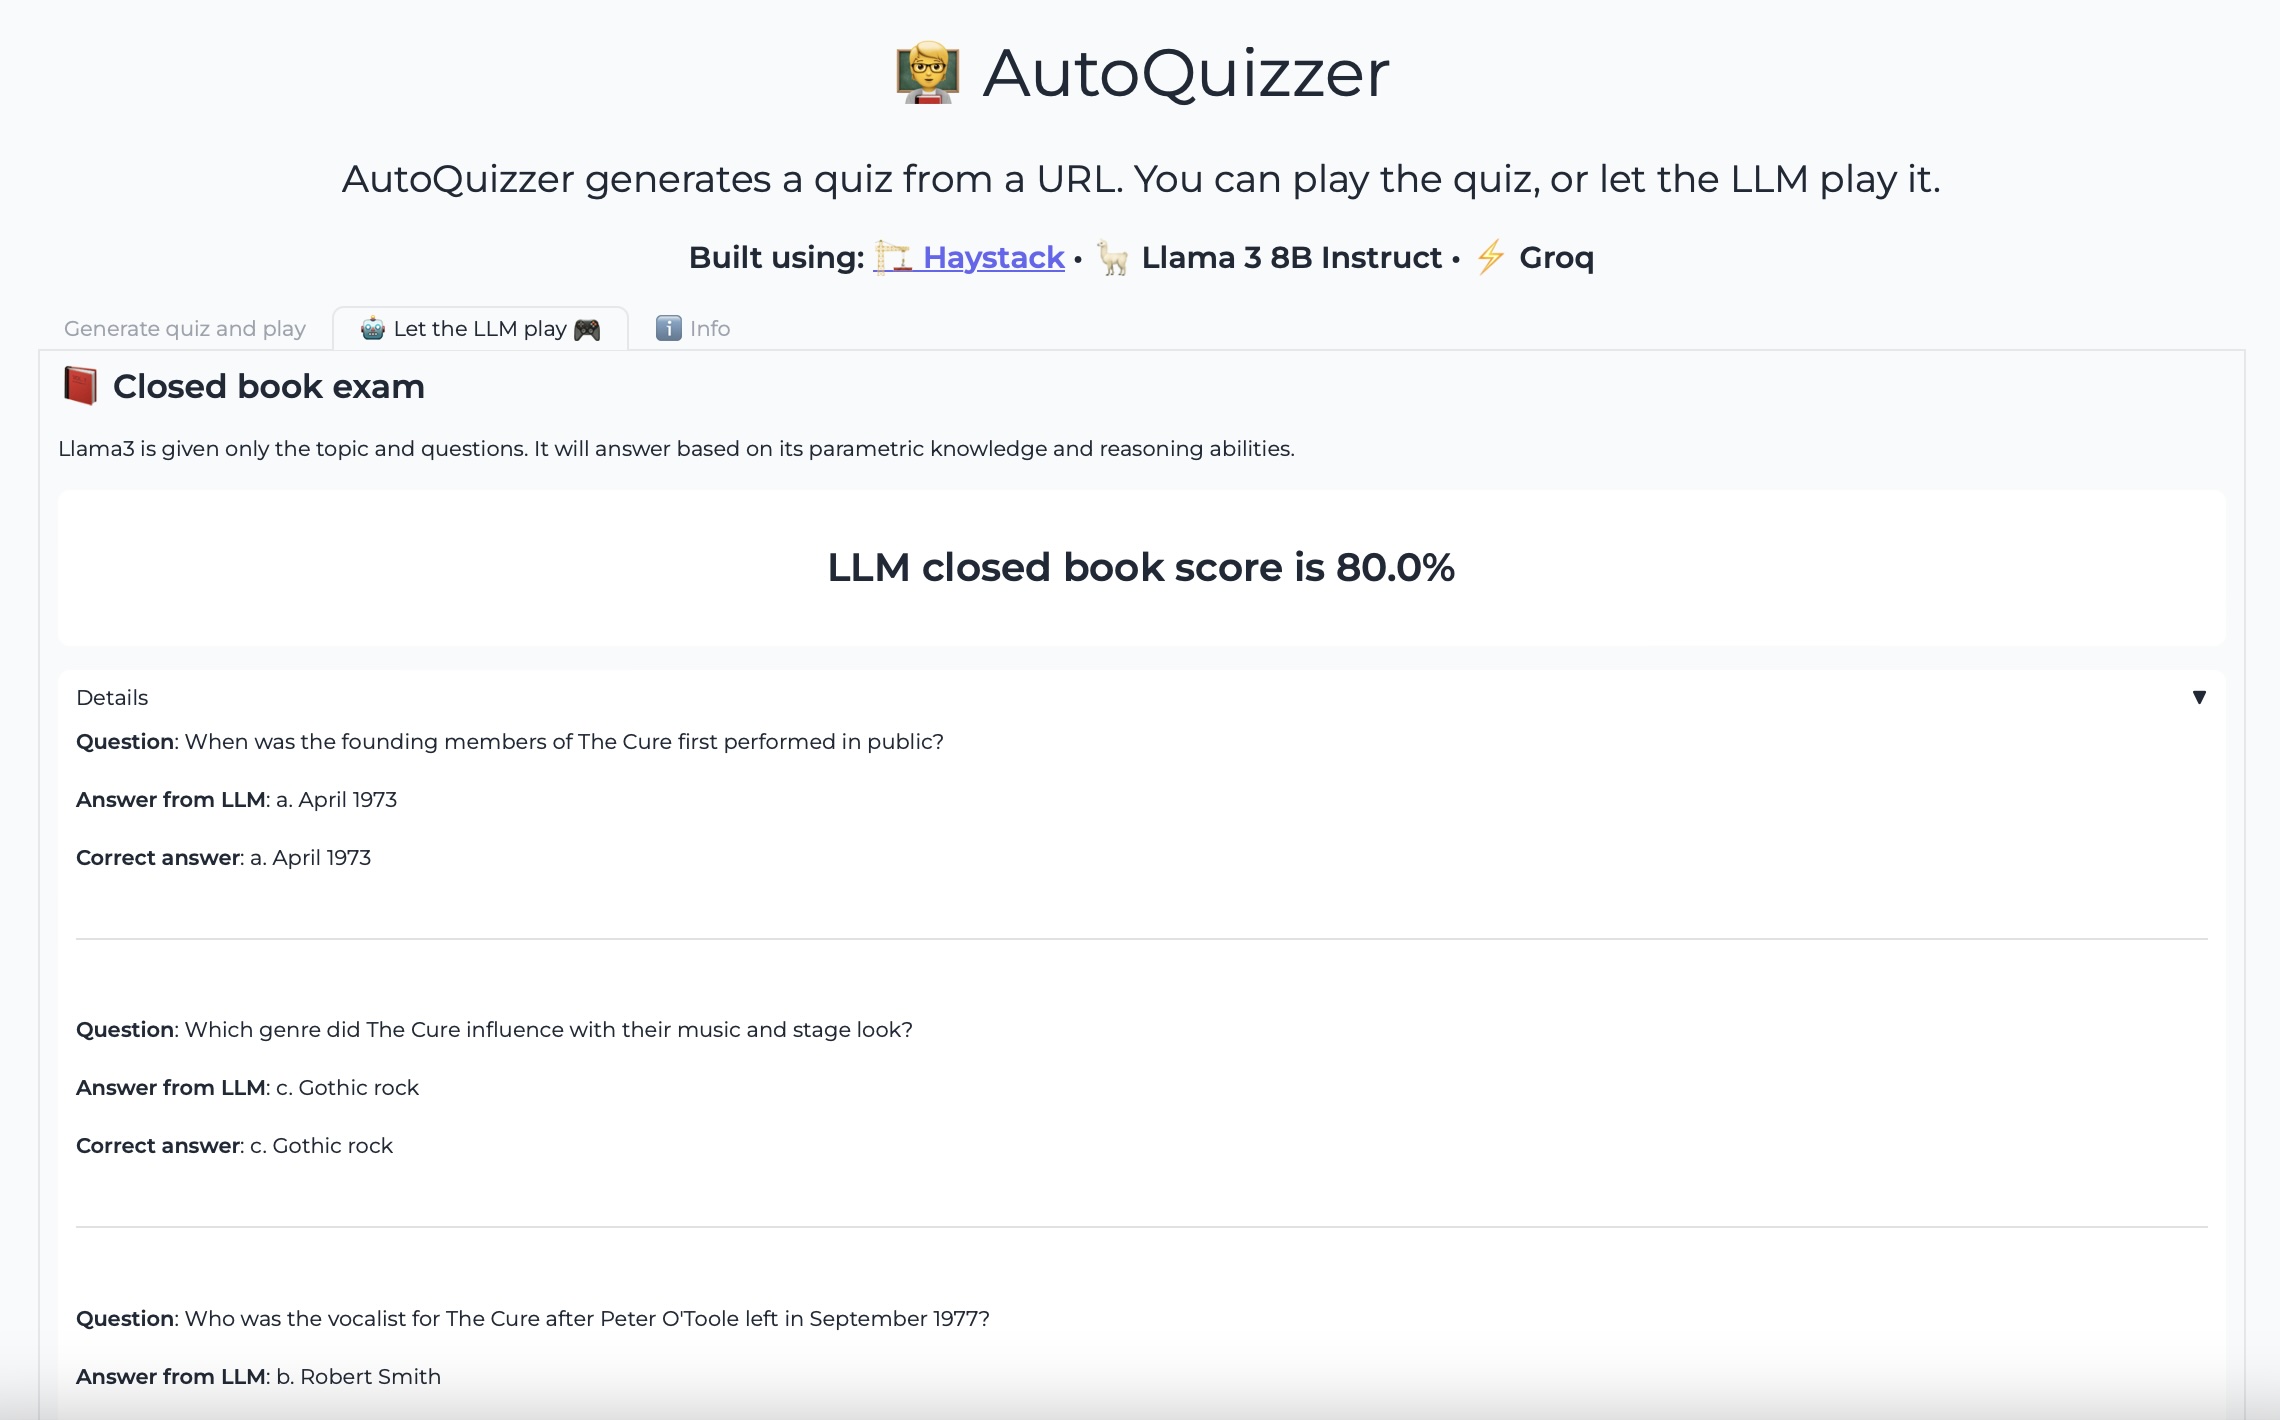 AutoQuizzer
AutoQuizzer generates a quiz from a URL. You can play the quiz, or let the LLM play it.
Built using: 🏗️ Haystack • 🦙 Llama 3 8B Instruct • ⚡ Groq
Generate quiz and play 🤖 Let the LLM play 🎮 ℹ️ Info
📕 Closed book exam
Llama3 is given only the topic and questions. It will answer based on its parametric knowledge and reasoning abilities.
LLM closed book score is 80.0%
Details ▼
Question: When was the founding members of The Cure first performed in public?
Answer from LLM: a. April 1973
Correct answer: a. April 1973
Question: Which genre did The Cure influence with their music and stage look?
Answer from LLM: c. Gothic rock
Correct answer: c. Gothic rock
Question: Who was the vocalist for The Cure after Peter O'Toole left in September 1977?
Answer from LLM: b. Robert Smith